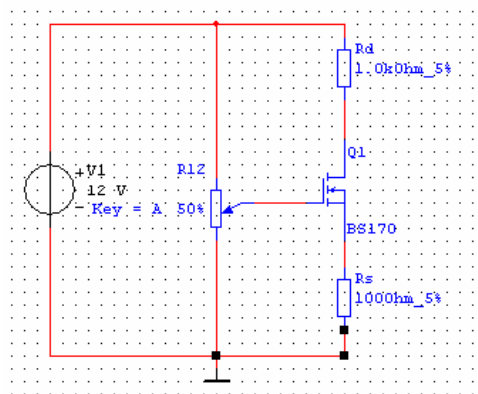 Rd
1.0kOhm_5%
Q1
R12
+ V1
12 V
- Key = A 50%
BS170
Rs
100Ohm_5%